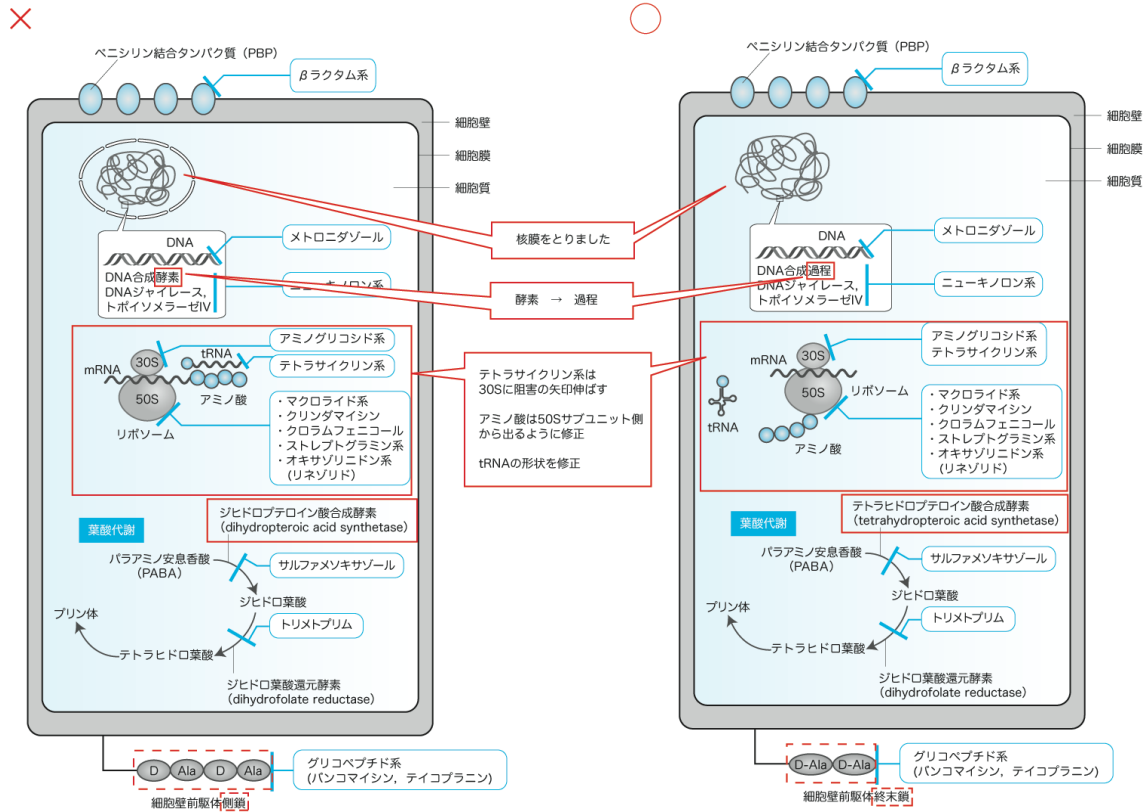 ペニシリン結合タンパク質（PBP）
βラクタム系
細胞壁
細胞膜
細胞質
DNA
メトロニダゾール
DNA合成酵素
DNAジャイレース，
トポイソメラーゼIV
ニューキノロン系
アミノグリコシド系
tRNA
テトラサイクリン系
30S
mRNA
50S
アミノ酸
リボソーム
・マクロライド系
・クリンダマイシン
・クロラムフェニコール
・ストレプトグラミン系
・オキサゾリニドン系
(リネゾリド)
ジヒドロプテロイン酸合成酵素
（dihydropteroic acid synthetase）
葉酸代謝
パラアミノ安息香酸
（PABA）
サルファメソキサゾール
ジヒドロ葉酸
プリン体
トリメトプリム
テトラヒドロ葉酸
ジヒドロ葉酸還元酵素
（dihydrofolate reductase）
D Ala D Ala
グリコペプチド系
(バンコマイシン，テイコプラニン)
細胞壁前駆体側鎖
核膜をとりました
酵素　→　過程
テトラサイクリン系は
30Sに阻害の矢印伸ばす
アミノ酸は50Sサブユニット側
から出るように修正
tRNAの形状を修正
ペニシリン結合タンパク質（PBP）
βラクタム系
細胞壁
細胞膜
細胞質
DNA
メトロニダゾール
DNA合成過程
DNAジャイレース，
トポイソメラーゼIV
ニューキノロン系
アミノグリコシド系
テトラサイクリン系
30S
mRNA
50S
リボソーム
tRNA
アミノ酸
・マクロライド系
・クリンダマイシン
・クロラムフェニコール
・ストレプトグラミン系
・オキサゾリニドン系
(リネゾリド)
テトラヒドロプテロイン酸合成酵素
（tetrahydropteroic acid synthetase）
葉酸代謝
パラアミノ安息香酸
（PABA）
サルファメソキサゾール
ジヒドロ葉酸
プリン体
トリメトプリム
テトラヒドロ葉酸
ジヒドロ葉酸還元酵素
（dihydrofolate reductase）
D-Ala D-Ala
グリコペプチド系
(バンコマイシン，テイコプラニン)
細胞壁前駆体終末鎖